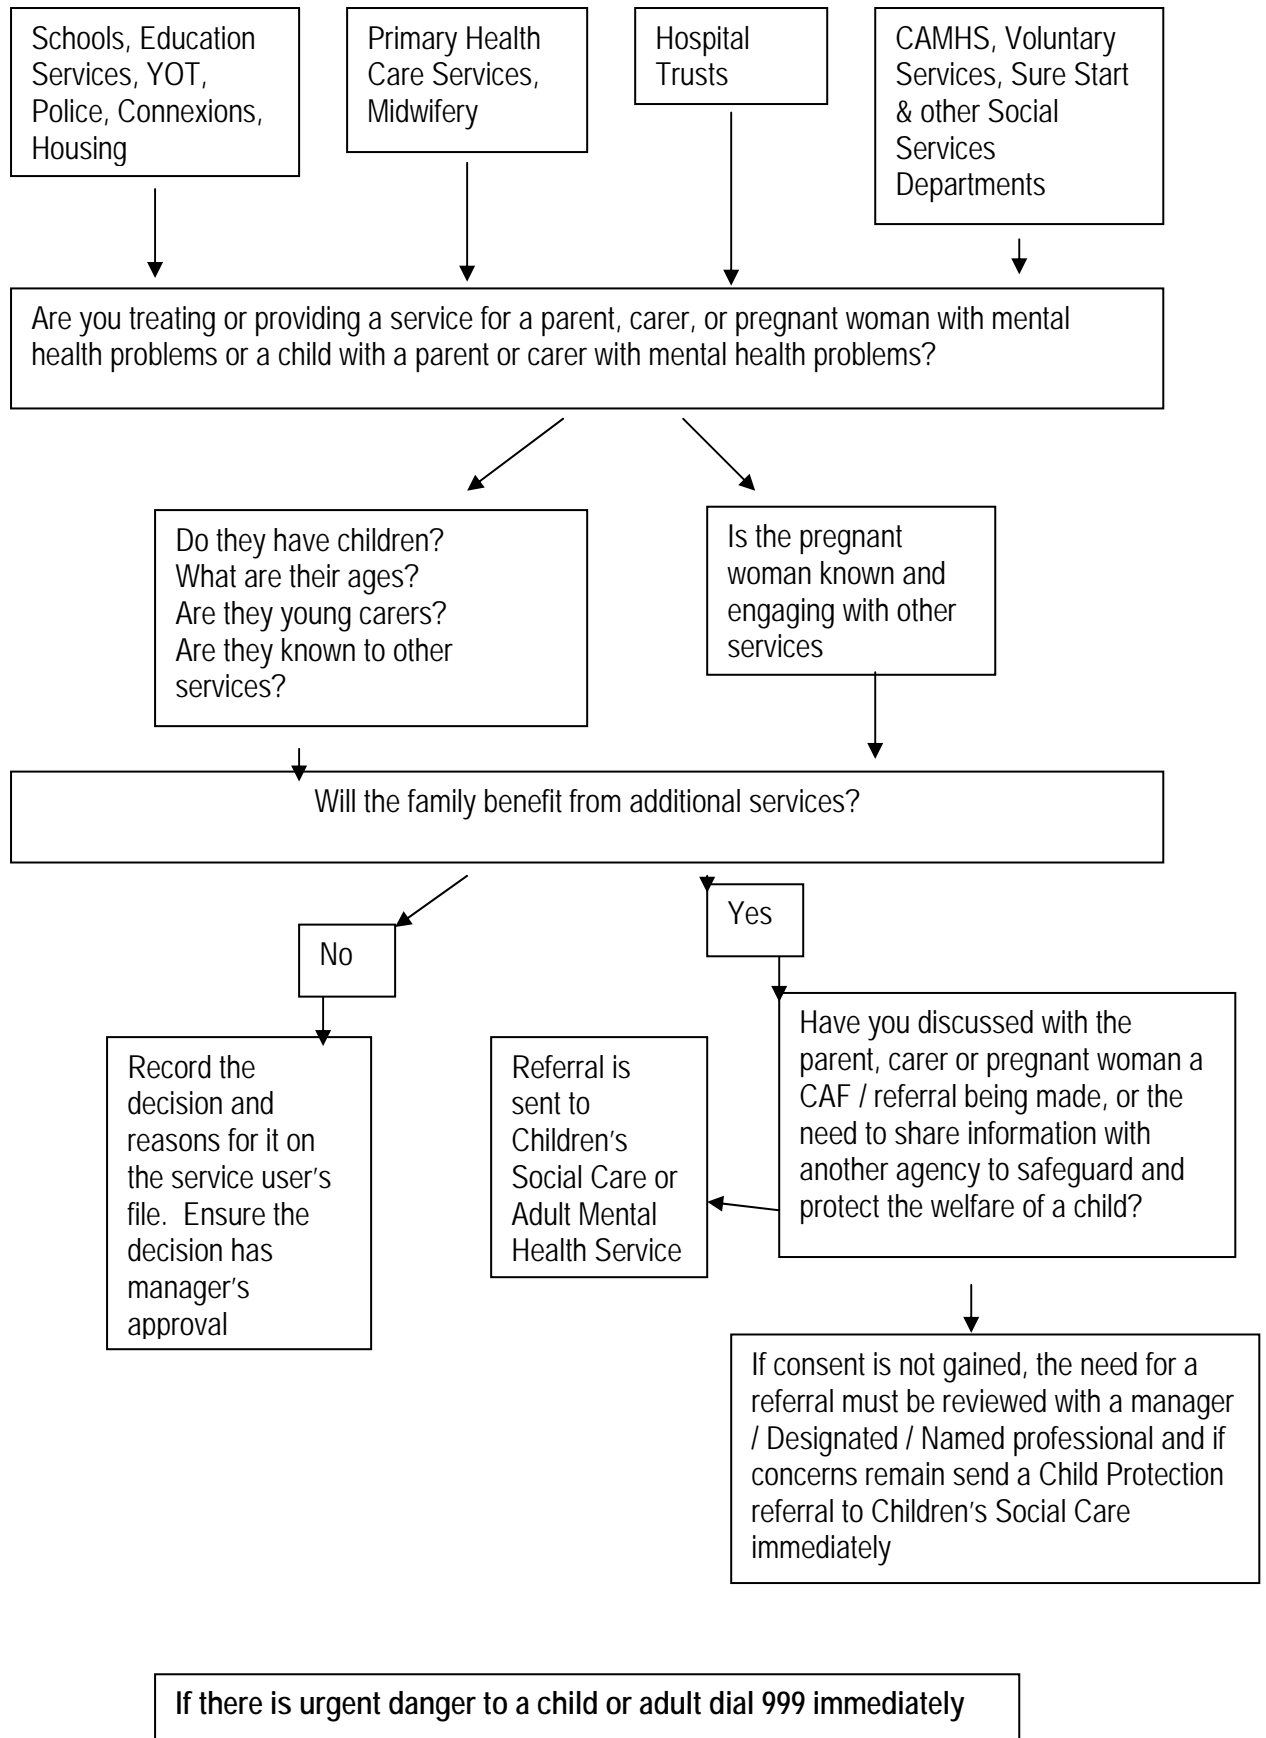 Schools, Education
Services, YOT,
Police, Connexions,
Housing
Primary Health
Care Services,
Midwifery
Hospital
Trusts
CAMHS, Voluntary
Services, Sure Start
& other Social
Services
Departments
Are you treating or providing a service for a parent, carer, or pregnant woman with mental
health problems or a child with a parent or carer with mental health problems?
Do they have children?
What are their ages?
Are they young carers?
Are they known to other
services?
Is the pregnant
woman known and
engaging with other
services
Will the family benefit from additional services?
No
Yes
Record the
decision and
reasons for it on
the service user's
file.  Ensure the
decision has
manager's
approval
Referral is
sent to
Children's
Social Care or
Adult Mental
Health Service
Have you discussed with the
parent, carer or pregnant woman a
CAF / referral being made, or the
need to share information with
another agency to safeguard and
protect the welfare of a child?
If consent is not gained, the need for a
referral must be reviewed with a manager
/ Designated / Named professional and if
concerns remain send a Child Protection
referral to Children's Social Care
immediately
If there is urgent danger to a child or adult dial 999 immediately